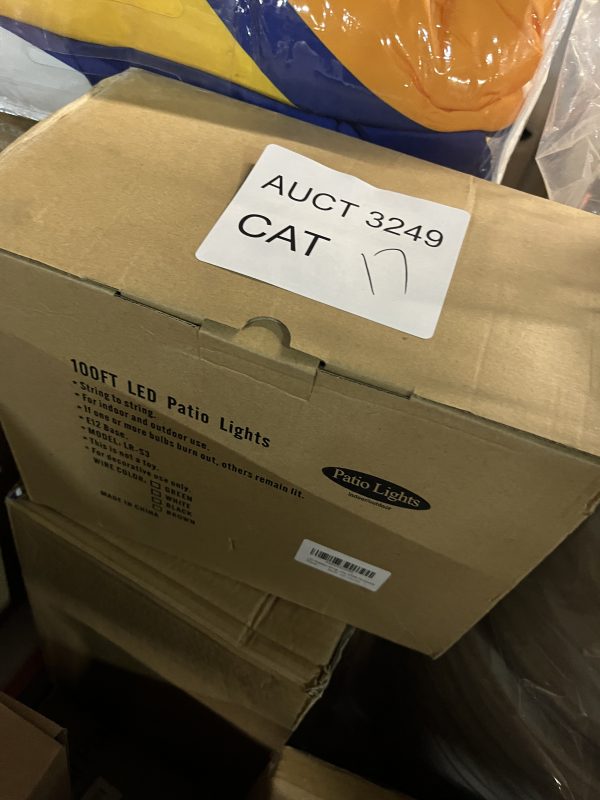 AUCT 3249
CAT 17
100FT LED Patio Lights
• String to string.
• For indoor and outdoor use.
• If one or more bulbs burn out, others remain fit.
• E12 Base.
• MODEL: LR-S3
• This is not a toy.
• For decorative use only.
WIRE COLOR. □ GREEN
□ WHITE
□ BLACK
□ BROWN
MADE IN CHINA
Patio Lights